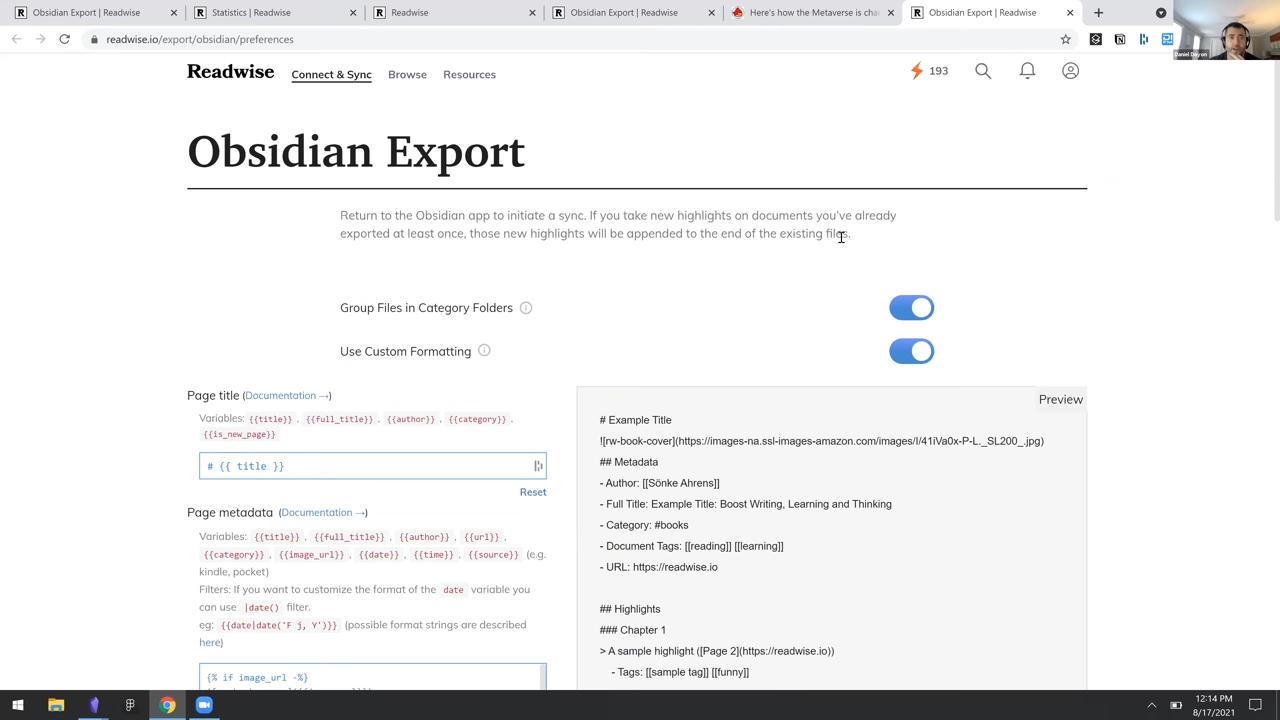 Obsidian Export | Readwise
Statistics | Readwise
Readwise
Obsidian Export | Readwise
Here's how the Metaverse is cha
Obsidian Export | Readwise
readwise.io/export/obsidian/preferences
Daniel Doyon
Readwise Connect & Sync Browse Resources 193
Obsidian Export
Return to the Obsidian app to initiate a sync. If you take new highlights on documents you've already
exported at least once, those new highlights will be appended to the end of the existing files.
Group Files in Category Folders
Use Custom Formatting
Page title (Documentation →)
Variables: {{title}} , {{full_title}} , {{author}} , {{category}} ,
{{is_new_page}}
# {{ title }}
Reset
Page metadata (Documentation →)
Variables: {{title}} , {{full_title}} , {{author}} , {{url}} ,
{{category}} , {{image_url}} , {{date}} , {{time}} , {{source}} (e.g.
kindle, pocket)
Filters: If you want to customize the format of the date variable you
can use |date() filter.
eg: {{date|date('F j, Y')}} (possible format strings are described
here)
{% if image_url -%}
Preview
# Example Title
![rw-book-cover](https://images-na.ssl-images-amazon.com/images/I/41iVa0x-P-L._SL200_.jpg)
## Metadata
- Author: [[Sönke Ahrens]]
- Full Title: Example Title: Boost Writing, Learning and Thinking
- Category: #books
- Document Tags: [[reading]] [[learning]]
- URL: https://readwise.io
## Highlights
### Chapter 1
> A sample highlight ([Page 2](https://readwise.io))
- Tags: [[sample tag]] [[funny]]
12:14 PM
8/17/2021